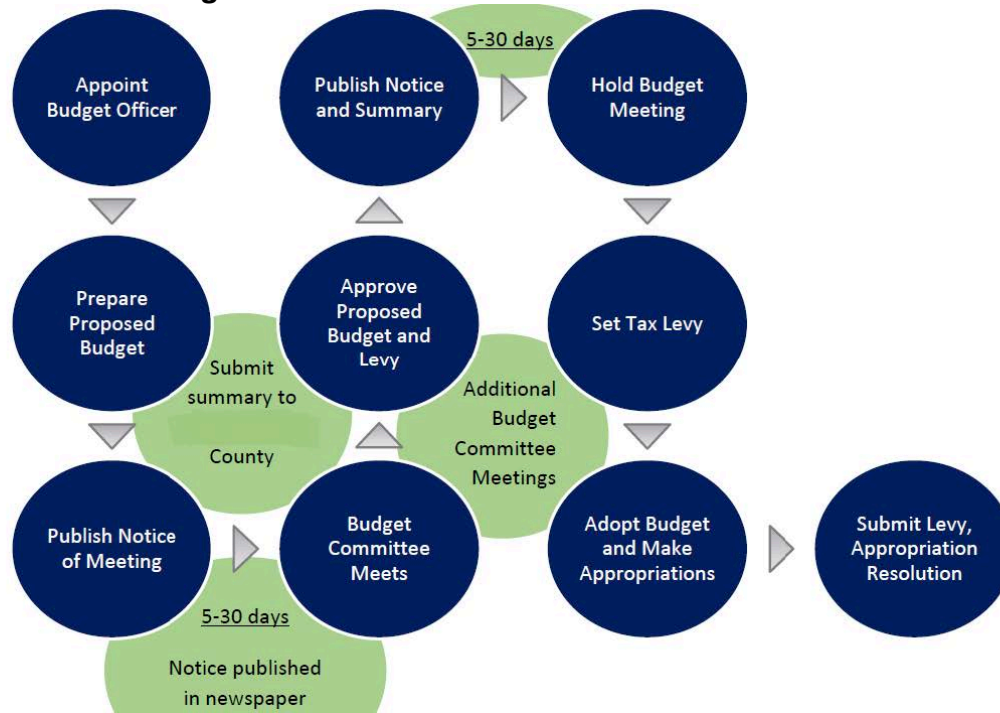 Appoint
Budget Officer
Prepare
Proposed
Budget
Publish Notice
of Meeting
5-30 days
Notice published
in newspaper
Submit
summary to
County
Budget
Committee
Meets
Additional
Budget
Committee
Meetings
Approve
Proposed
Budget and
Levy
Publish Notice
and Summary
5-30 days
Hold Budget
Meeting
Set Tax Levy
Adopt Budget
and Make
Appropriations
Submit Levy,
Appropriation
Resolution